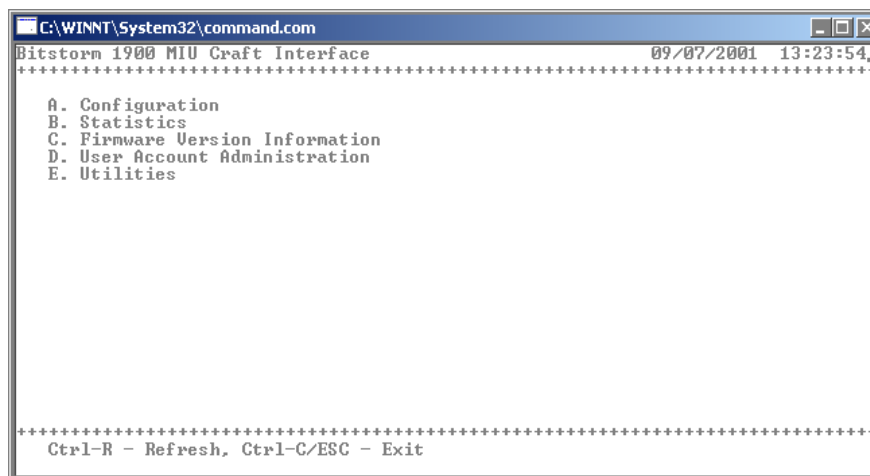 C:\WINNT\System32\command.com
Bitstorm 1900 MIU Craft Interface 09/07/2001 13:23:54
++++++++++++++++++++++++++++++++++++++++++++++++++++++++++++++++++++++++++++++++
A. Configuration
B. Statistics
C. Firmware Version Information
D. User Account Administration
E. Utilities
++++++++++++++++++++++++++++++++++++++++++++++++++++++++++++++++++++++++++++++++
Ctrl-R - Refresh, Ctrl-C/ESC - Exit